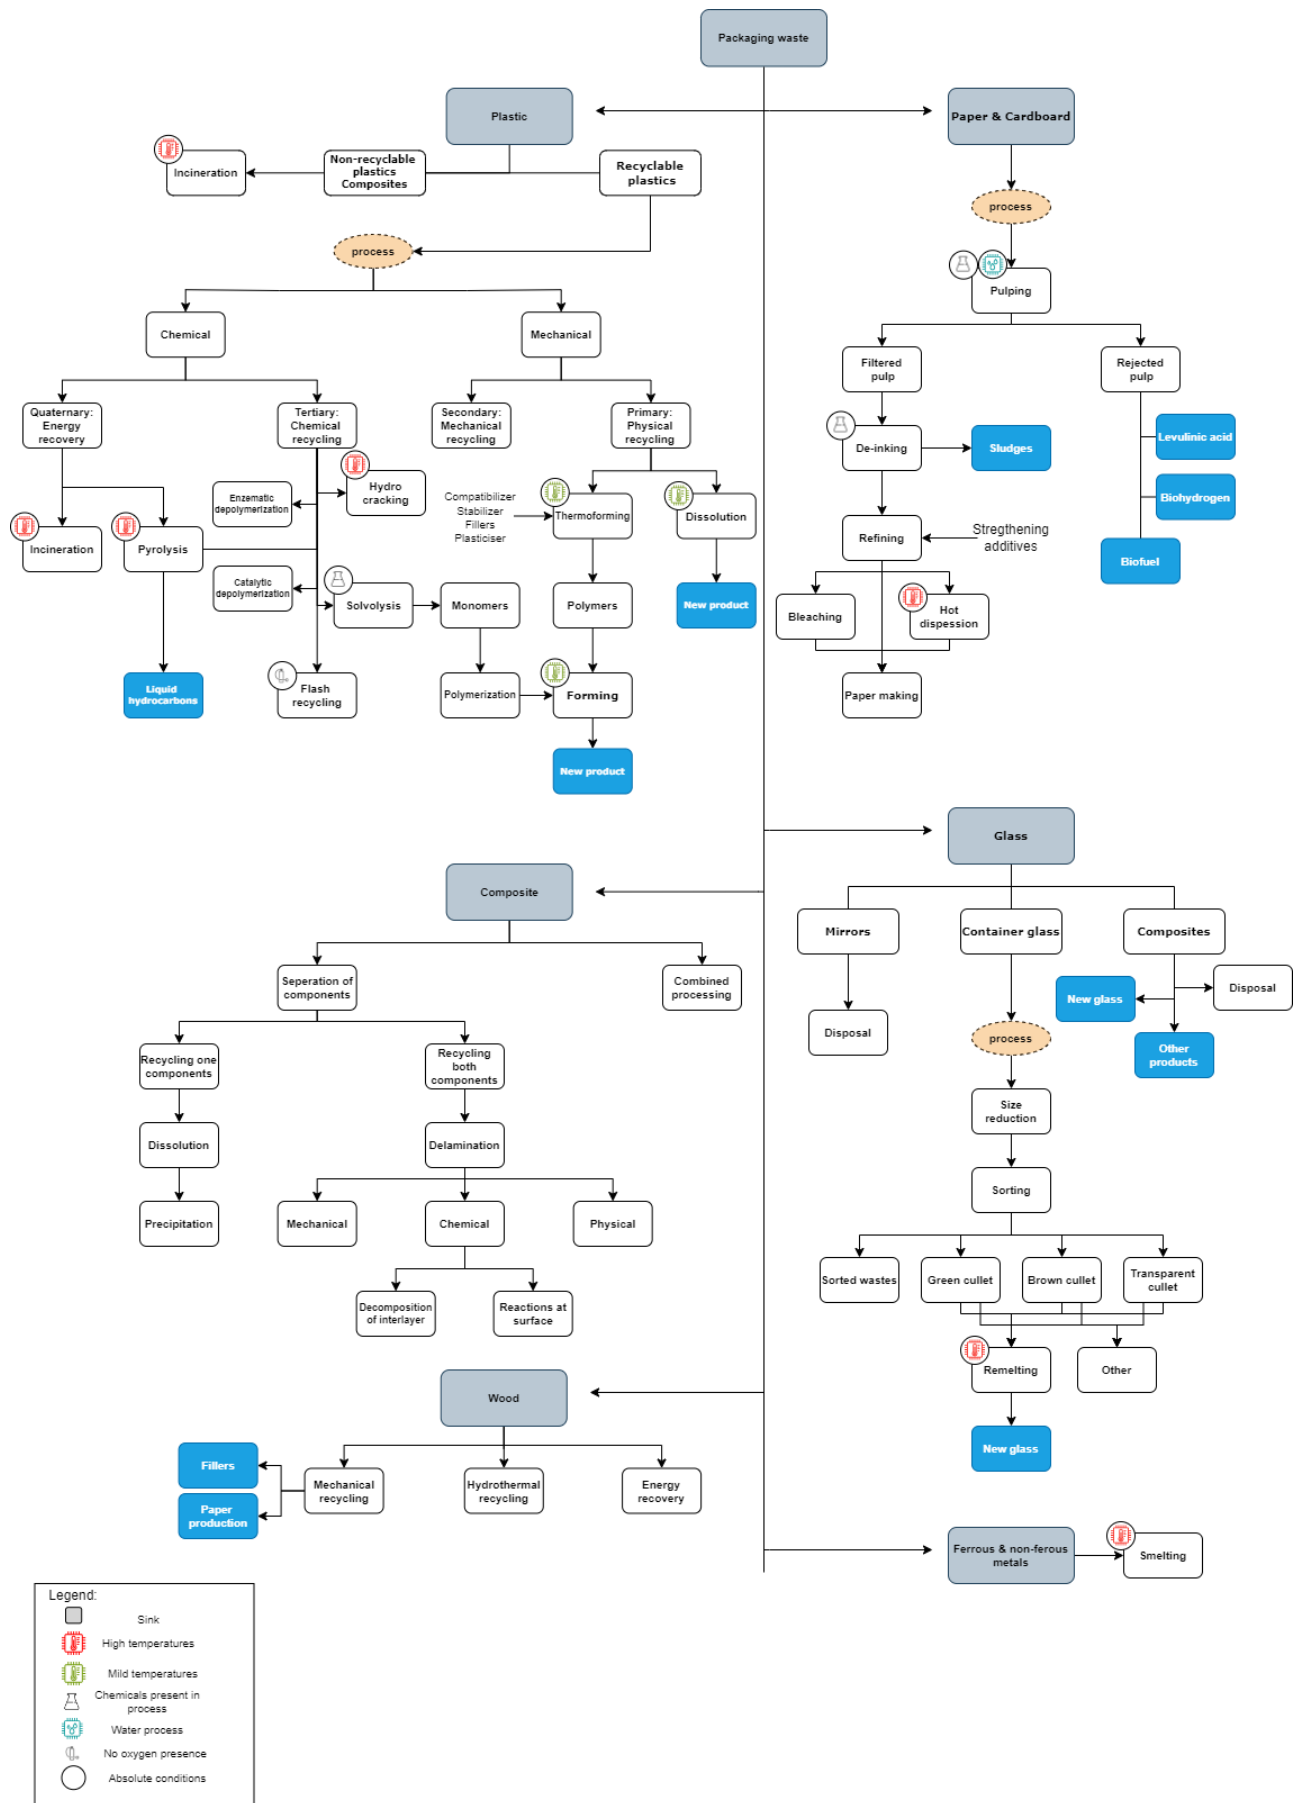 Packaging waste
Plastic
Paper & Cardboard
Incineration
Non-recyclable
plastics
Composites
Recyclable
plastics
process
process
Pulping
Chemical
Mechanical
Filtered
pulp
Rejected
pulp
Quaternary:
Energy
recovery
Tertiary:
Chemical
recycling
Secondary:
Mechanical
recycling
Primary:
Physical
recycling
De-inking
Sludges
Levulinic acid
Enzematic
depolymerization
Hydro
cracking
Compatibilizer
Stabilizer
Fillers
Plasticiser
Thermoforming
Dissolution
Biohydrogen
Incineration
Pyrolysis
Refining
Stregthening
additives
Biofuel
Catalytic
depolymerization
Solvolysis
Monomers
Polymers
New product
Bleaching
Hot
dispession
Liquid
hydrocarbons
Flash
recycling
Polymerization
Forming
Paper making
New product
Glass
Composite
Mirrors
Container glass
Composites
Seperation of
components
Combined
processing
New glass
Disposal
Disposal
process
Other
products
Recycling one
components
Recycling
both
components
Size
reduction
Dissolution
Delamination
Sorting
Precipitation
Mechanical
Chemical
Physical
Sorted wastes
Green cullet
Brown cullet
Transparent
cullet
Decomposition
of interlayer
Reactions at
surface
Remelting
Other
Wood
New glass
Fillers
Paper
production
Mechanical
recycling
Hydrothermal
recycling
Energy
recovery
Ferrous & non-ferous
metals
Smelting
Legend:
Sink
High temperatures
Mild temperatures
Chemicals present in
process
Water process
No oxygen presence
Absolute conditions